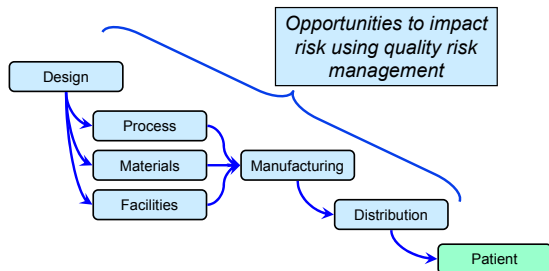 Opportunities to impact
risk using quality risk
management
Design
Process
Materials
Facilities
Manufacturing
Distribution
Patient